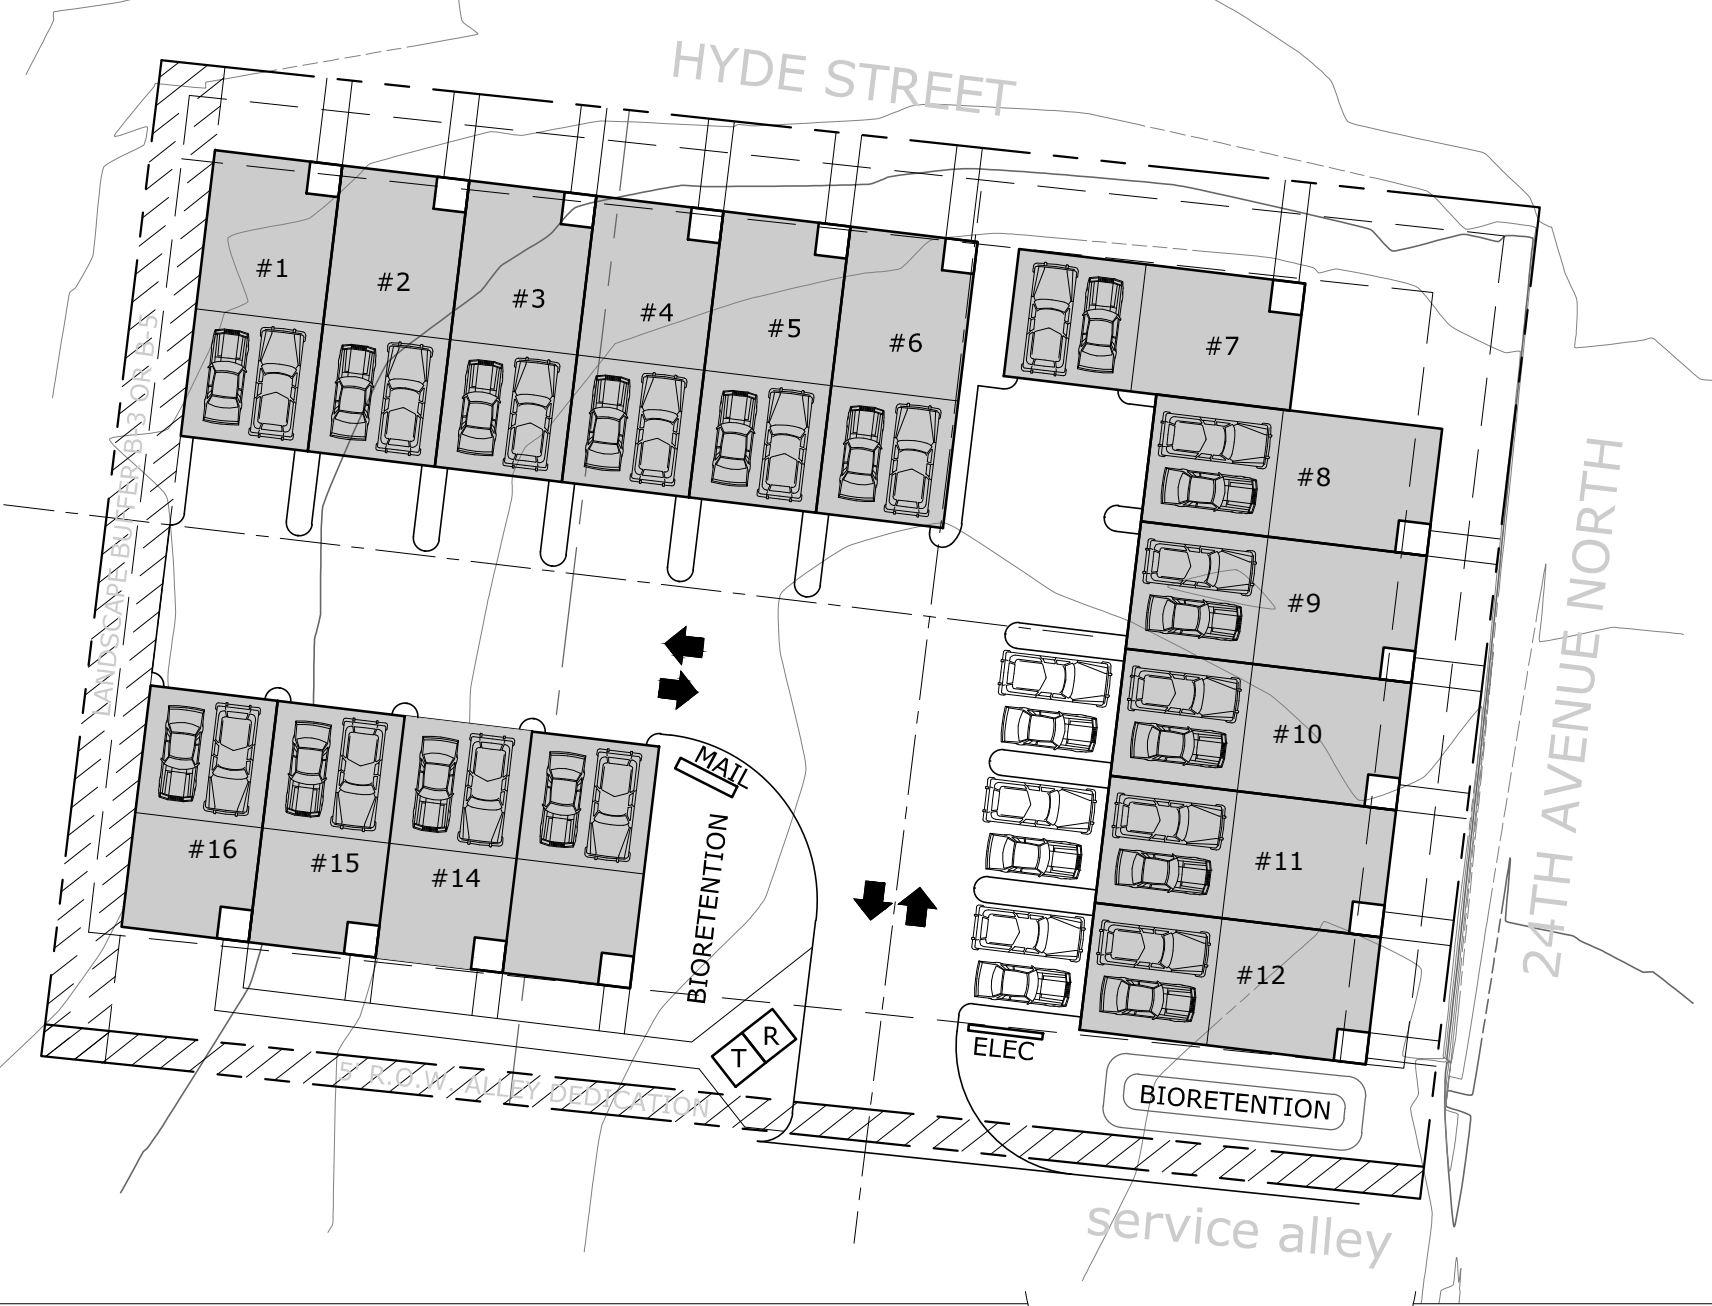 HYDE STREET
#1
#2
#3
#4
#5
#6
#7
#8
#9
#10
#11
#12
LANDSCAPE BUFFER B-3 OR B-5
24TH AVENUE NORTH
#16
#15
#14
MAIL
BIORETENTION
T
R
ELEC
BIORETENTION
5' R.O.W. ALLEY DEDICATION
service alley